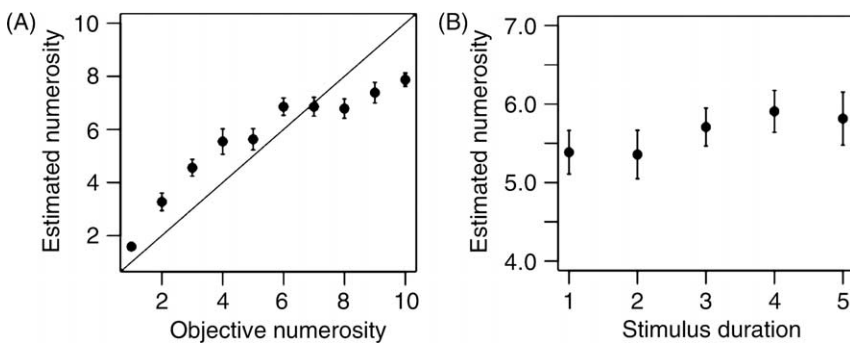 (A)
Estimated numerosity
10
8
6
4
2
2 4 6 8 10
Objective numerosity
(B)
Estimated numerosity
7.0
6.0
5.0
4.0
1 2 3 4 5
Stimulus duration